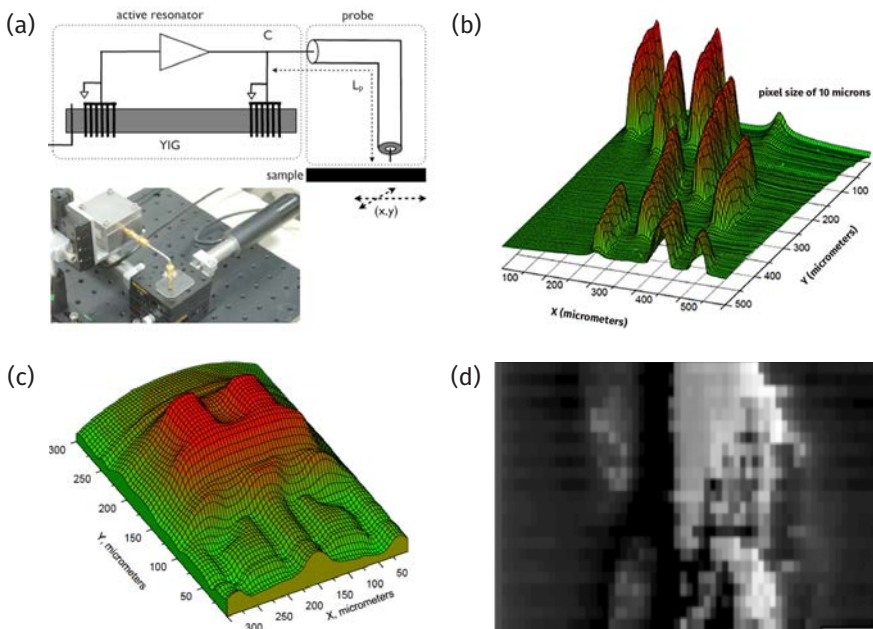 (a)
active resonator
probe
C
Lp
YIG
sample
(x,y)
(b)
pixel size of 10 microns
100
200
300
400
500
Y (micrometers)
100
200
300
400
500
X (micrometers)
(c)
300
250
200
150
100
50
Y, micrometers
300
250
200
150
100
50
X, micrometers
(d)